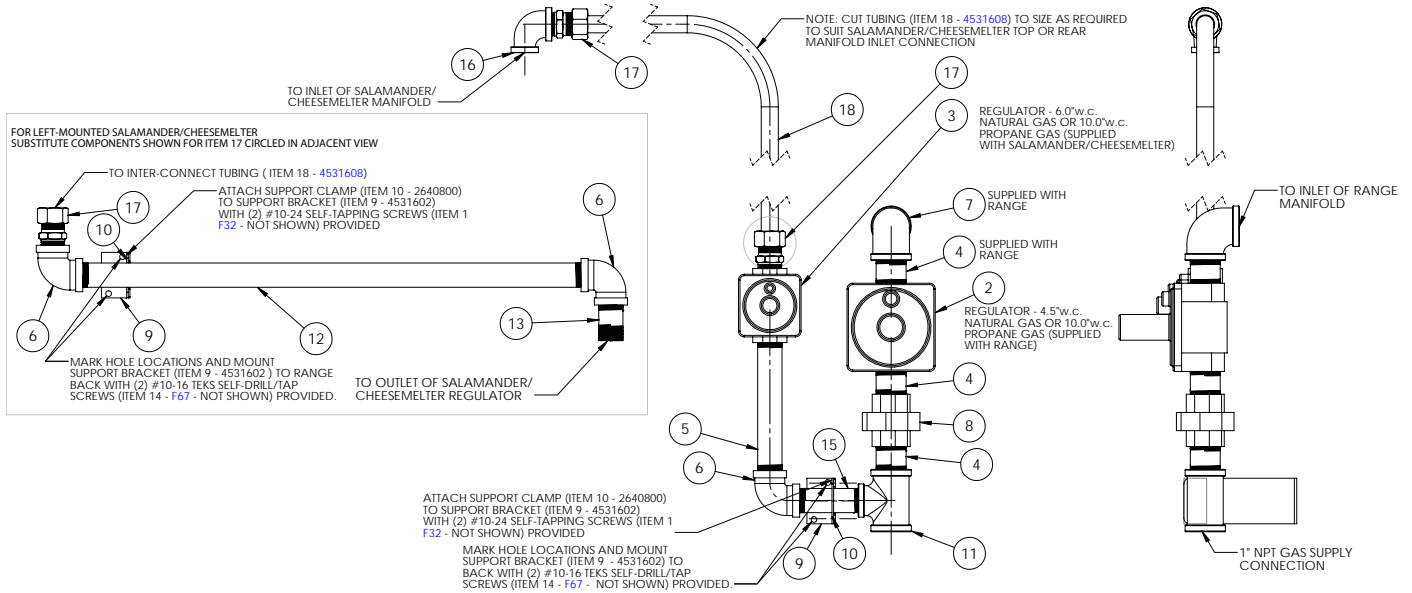 NOTE: CUT TUBING (ITEM 18 - 4531608) TO SIZE AS REQUIRED
TO SUIT SALAMANDER/CHEESEMELTER TOP OR REAR
MANIFOLD INLET CONNECTION
16
17
TO INLET OF SALAMANDER/
CHEESEMELTER MANIFOLD
17
18
3
REGULATOR - 6.0"w.c.
NATURAL GAS OR 10.0"w.c.
PROPANE GAS (SUPPLIED
WITH SALAMANDER/CHEESEMELTER)
FOR LEFT-MOUNTED SALAMANDER/CHEESEMELTER
SUBSTITUTE COMPONENTS SHOWN FOR ITEM 17 CIRCLED IN ADJACENT VIEW
TO INTER-CONNECT TUBING ( ITEM 18 - 4531608)
ATTACH SUPPORT CLAMP (ITEM 10 - 2640800)
TO SUPPORT BRACKET (ITEM 9 - 4531602)
WITH (2) #10-24 SELF-TAPPING SCREWS (ITEM 1
F32 - NOT SHOWN) PROVIDED
17
10
6
6
9
12
13
MARK HOLE LOCATIONS AND MOUNT
SUPPORT BRACKET (ITEM 9 - 4531602 ) TO RANGE
BACK WITH (2) #10-16 TEKS SELF-DRILL/TAP
SCREWS (ITEM 14 - F67 - NOT SHOWN) PROVIDED.
TO OUTLET OF SALAMANDER/
CHEESEMELTER REGULATOR
7
SUPPLIED WITH
RANGE
4
SUPPLIED WITH
RANGE
2
REGULATOR - 4.5"w.c.
NATURAL GAS OR 10.0"w.c.
PROPANE GAS (SUPPLIED
WITH RANGE)
TO INLET OF RANGE
MANIFOLD
4
8
5
15
4
6
ATTACH SUPPORT CLAMP (ITEM 10 - 2640800)
TO SUPPORT BRACKET (ITEM 9 - 4531602)
WITH (2) #10-24 SELF-TAPPING SCREWS (ITEM 1
F32 - NOT SHOWN) PROVIDED
9
10
11
MARK HOLE LOCATIONS AND MOUNT
SUPPORT BRACKET (ITEM 9 - 4531602) TO
BACK WITH (2) #10-16 TEKS SELF-DRILL/TAP
SCREWS (ITEM 14 - F67 - NOT SHOWN) PROVIDED.
1" NPT GAS SUPPLY
CONNECTION